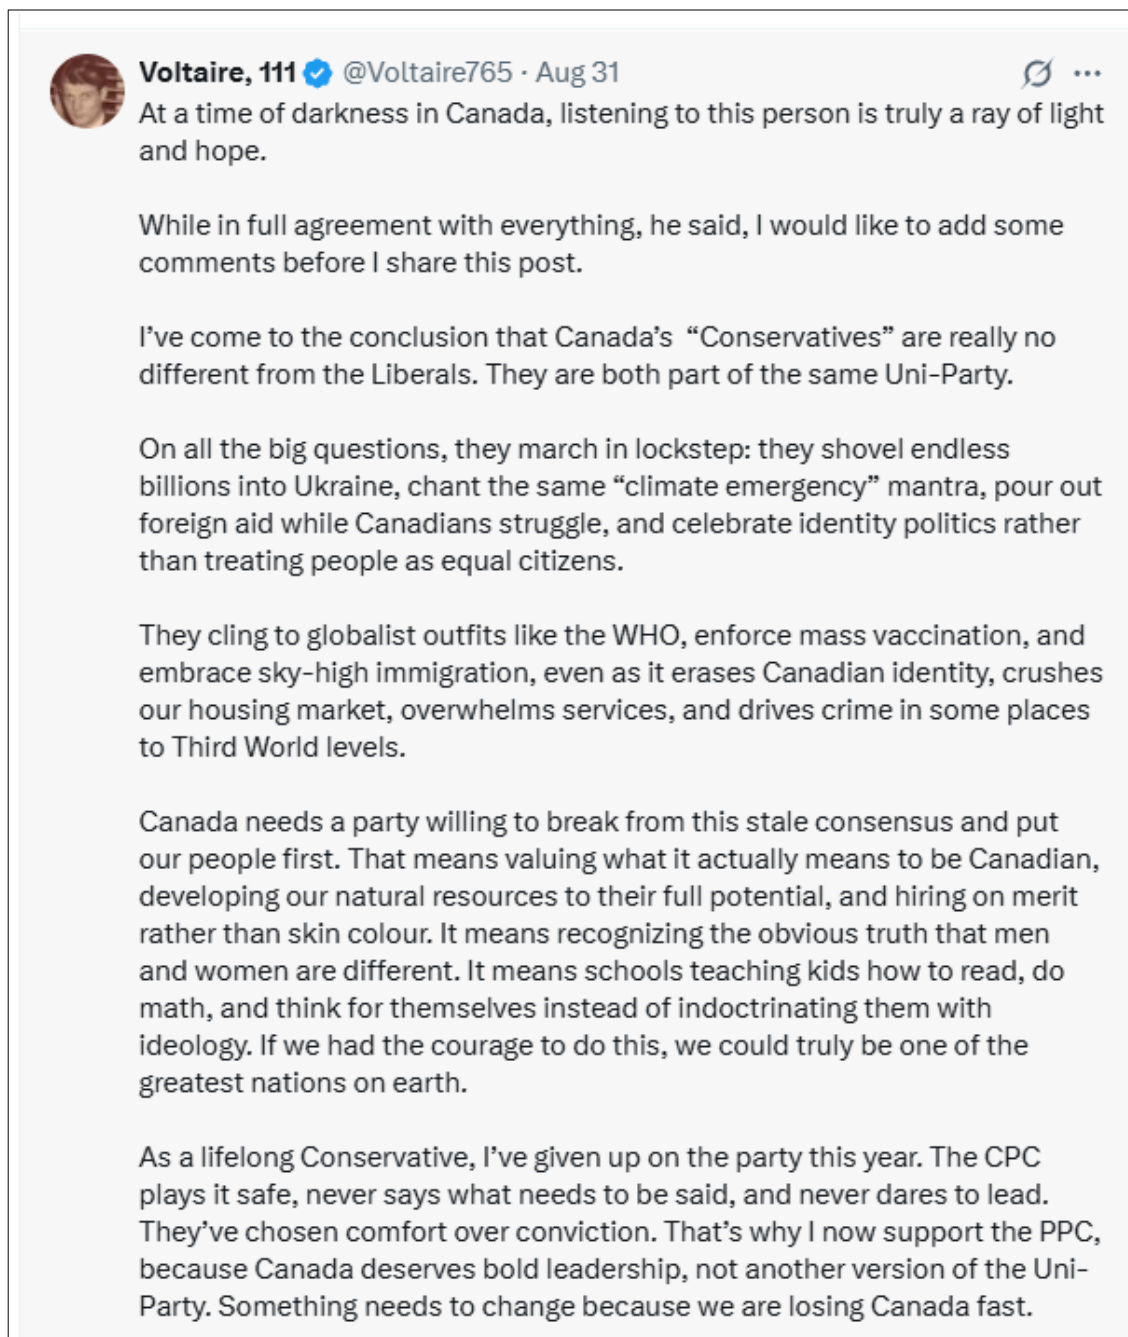 Voltaire, 111 @Voltaire765 · Aug 31
At a time of darkness in Canada, listening to this person is truly a ray of light
and hope.
While in full agreement with everything, he said, I would like to add some
comments before I share this post.
I’ve come to the conclusion that Canada’s  “Conservatives” are really no
different from the Liberals. They are both part of the same Uni-Party.
On all the big questions, they march in lockstep: they shovel endless
billions into Ukraine, chant the same “climate emergency” mantra, pour out
foreign aid while Canadians struggle, and celebrate identity politics rather
than treating people as equal citizens.
They cling to globalist outfits like the WHO, enforce mass vaccination, and
embrace sky-high immigration, even as it erases Canadian identity, crushes
our housing market, overwhelms services, and drives crime in some places
to Third World levels.
Canada needs a party willing to break from this stale consensus and put
our people first. That means valuing what it actually means to be Canadian,
developing our natural resources to their full potential, and hiring on merit
rather than skin colour. It means recognizing the obvious truth that men
and women are different. It means schools teaching kids how to read, do
math, and think for themselves instead of indoctrinating them with
ideology. If we had the courage to do this, we could truly be one of the
greatest nations on earth.
As a lifelong Conservative, I’ve given up on the party this year. The CPC
plays it safe, never says what needs to be said, and never dares to lead.
They’ve chosen comfort over conviction. That’s why I now support the PPC,
because Canada deserves bold leadership, not another version of the Uni-
Party. Something needs to change because we are losing Canada fast.